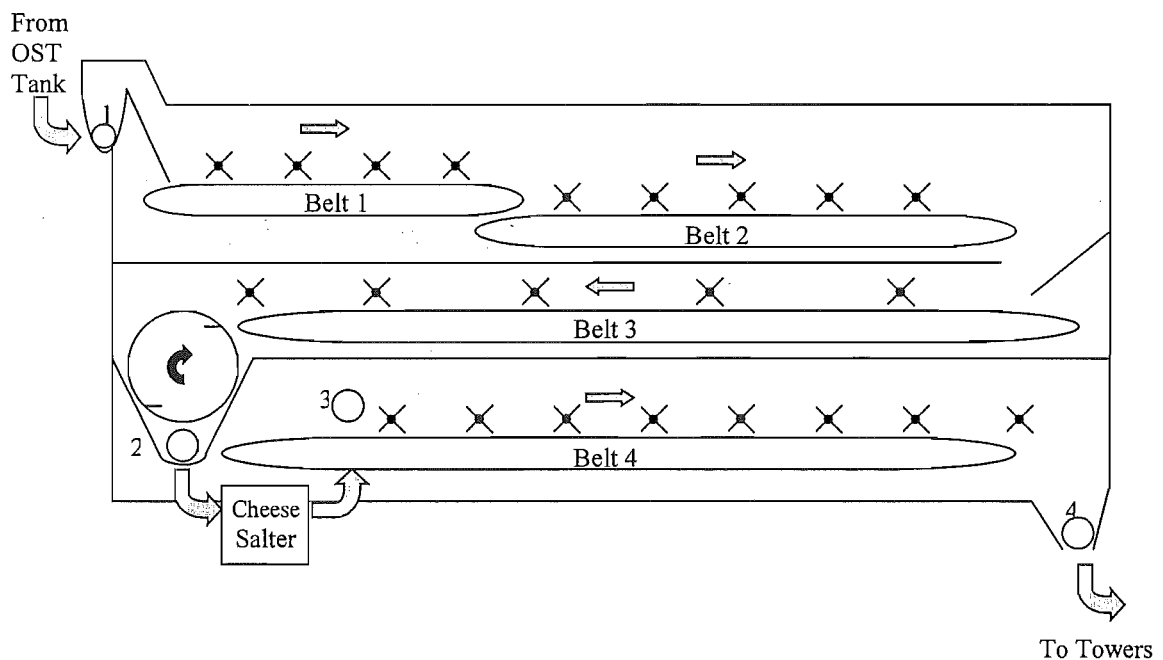 From
OST
Tank
1
Belt 1
Belt 2
Belt 3
3
2
Belt 4
Cheese
Salter
4
To Towers